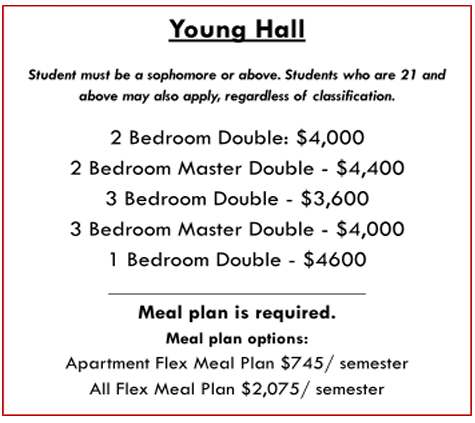 Young Hall
Student must be a sophomore or above. Students who are 21 and
above may also apply, regardless of classification.
2 Bedroom Double: $4,000
2 Bedroom Master Double - $4,400
3 Bedroom Double - $3,600
3 Bedroom Master Double - $4,000
1 Bedroom Double - $4600
Meal plan is required.
Meal plan options:
Apartment Flex Meal Plan $745/ semester
All Flex Meal Plan $2,075/ semester